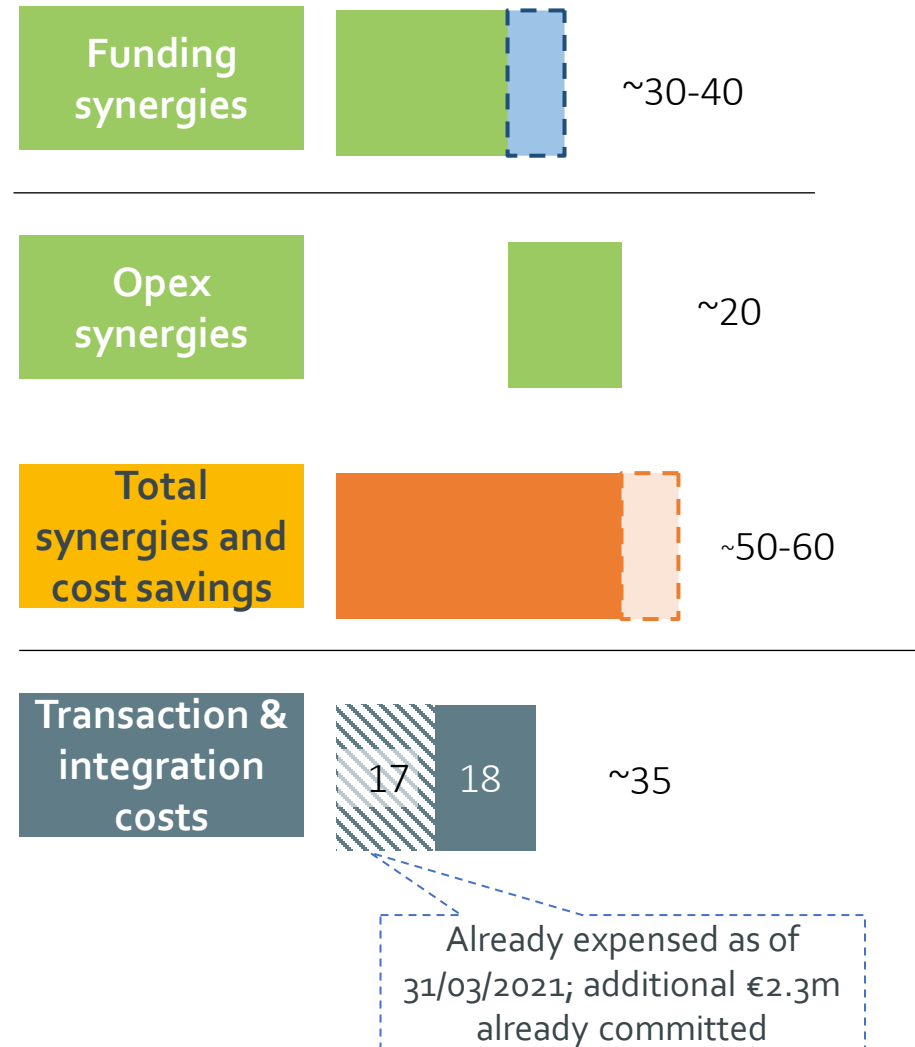 Funding
synergies
~30-40
Opex
synergies
~20
Total
synergies and
cost savings
~50-60
Transaction &
integration
costs
17
18
~35
Already expensed as of
31/03/2021; additional €2.3m
already committed